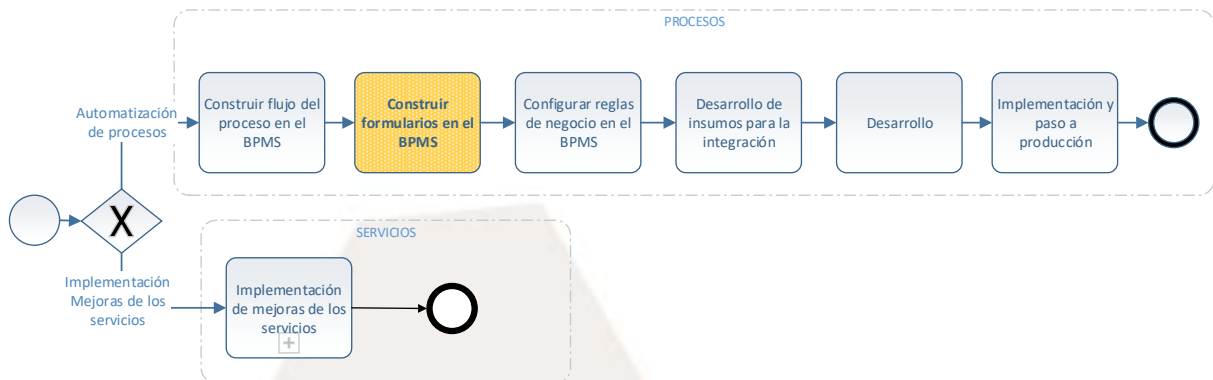 PROCESOS
Automatización
de procesos
Construir flujo del
proceso en el
BPMS
Construir
formularios en el
BPMS
Configurar reglas
de negocio en el
BPMS
Desarrollo de
insumos para la
integración
Desarrollo
Implementación y
paso a
producción
X
SERVICIOS
Implementación
Mejoras de los
servicios
Implementación
de mejoras de los
servicios